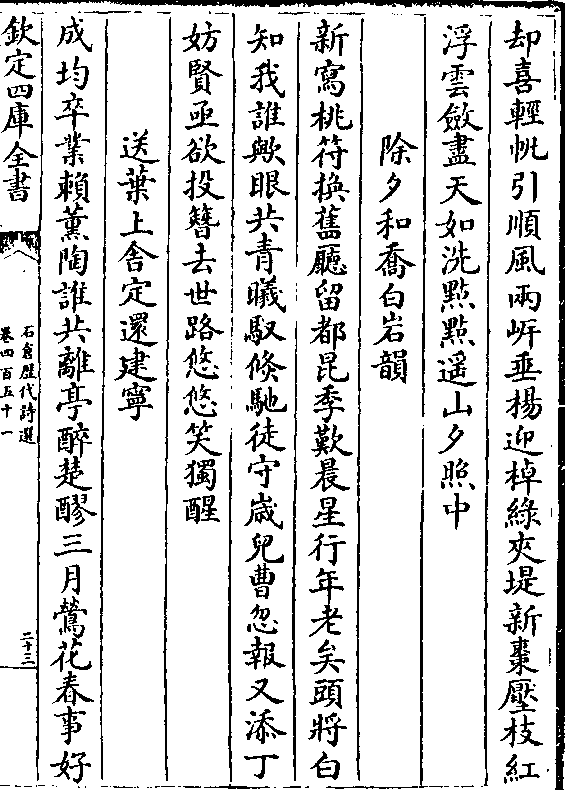 却喜輕帆引順風兩岸垂楊迎棹綠夾堤新棗壓枝紅
浮雲斂盡天如洗點點遥山夕照中
除夕和喬白岩韻
新寫桃符換舊廳留都昆季歎晨星行年老矣頭將白
知我誰歟眼共青曦馭倏馳徒守嵗兒曹忽報又添丁
妨賢亟欲投簪去世路悠悠笑獨醒
送葉上舍定還建寧
成均卒業賴薫陶誰共離亭醉楚醪三月鶯花春事好
欽定四庫全書
石倉歴代詩選
卷四百五十一
二十三